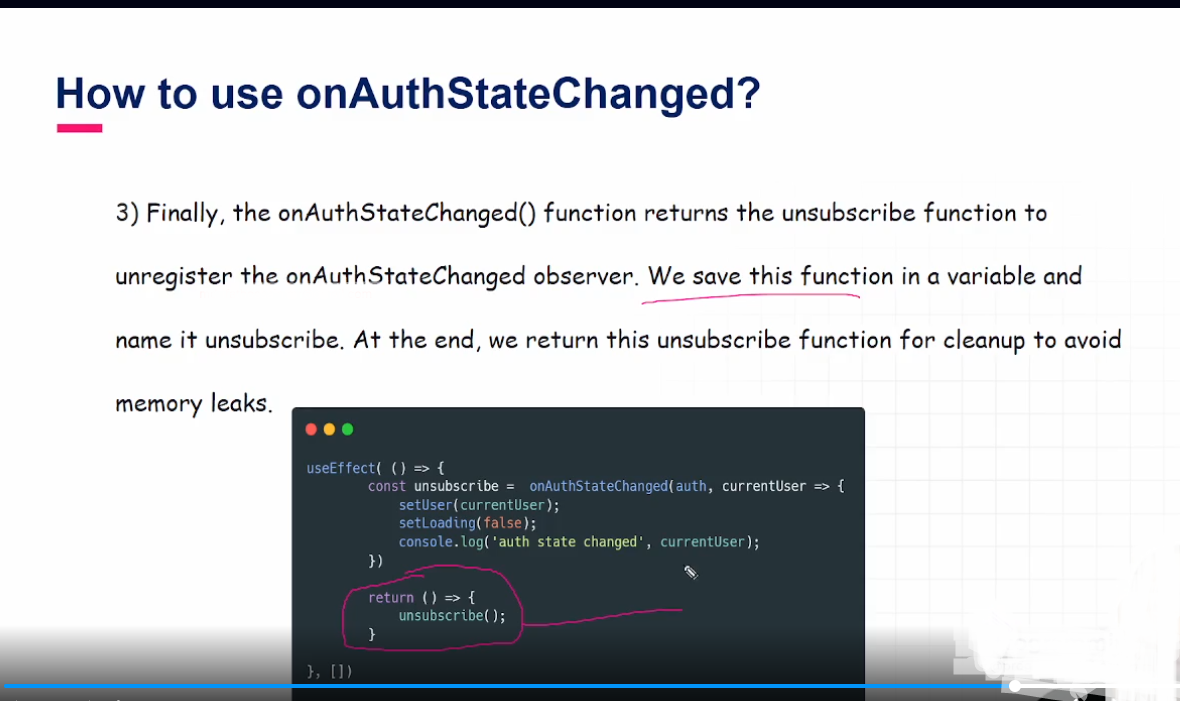 How to use onAuthStateChanged?
3) Finally, the onAuthStateChanged() function returns the unsubscribe function to
unregister the onAuthStateChanged observer. We save this function in a variable and
name it unsubscribe. At the end, we return this unsubscribe function for cleanup to avoid
memory leaks.
useEffect( () => {
const unsubscribe =  onAuthStateChanged(auth, currentUser => {
setUser(currentUser);
setLoading(false);
console.log('auth state changed', currentUser);
})
return () => {
unsubscribe();
}
}, [])